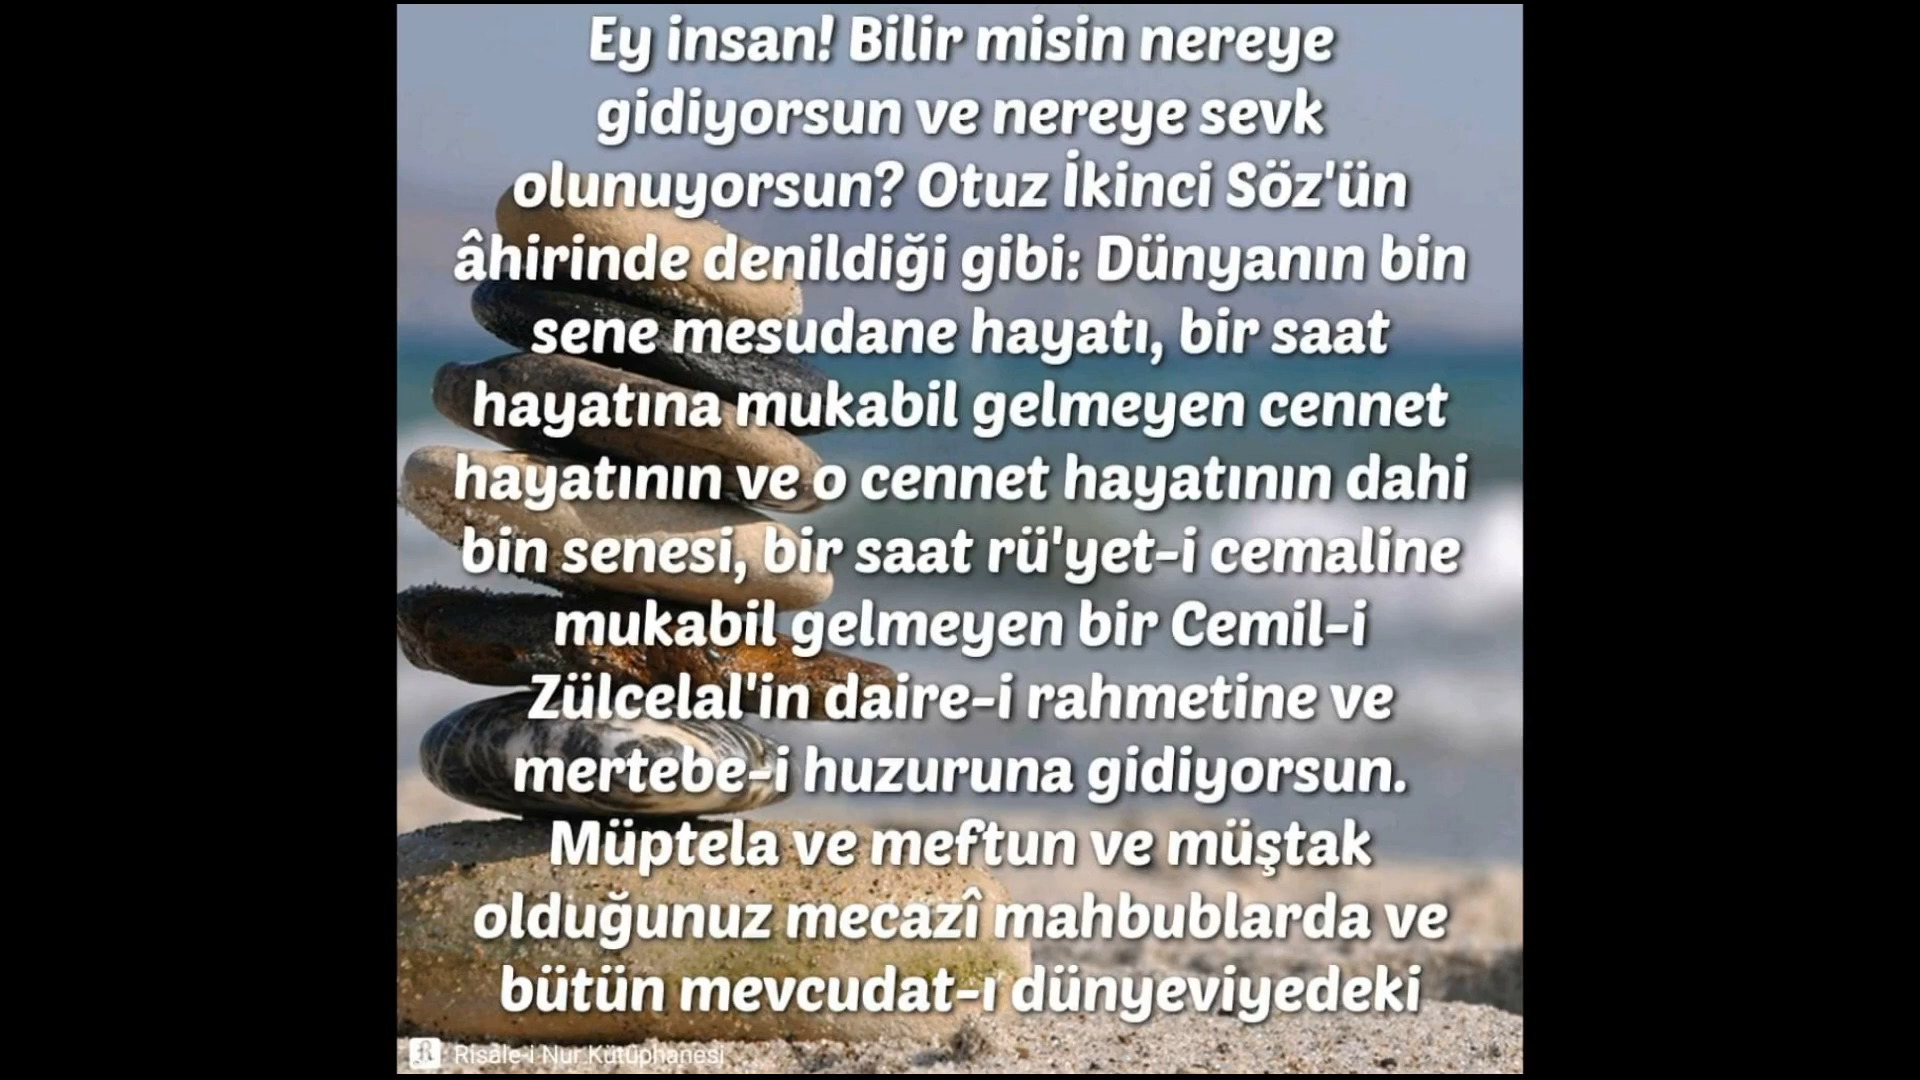 Ey insan! Bilir misin nereye
gidiyorsun ve nereye sevk
olunuyorsun? Otuz İkinci Söz'ün
âhirinde denildiği gibi: Dünyanın bin
sene mesudane hayatı, bir saat
hayatına mukabil gelmeyen cennet
hayatının ve o cennet hayatının dahi
bin senesi, bir saat rü'yet-i cemaline
mukabil gelmeyen bir Cemil-i
Zülcelal'in daire-i rahmetine ve
mertebe-i huzuruna gidiyorsun.
Müptela ve meftun ve müştak
olduğunuz mecazî mahbublarda ve
bütün mevcudat-ı dünyeviyedeki
R Risale-i Nur Kütüphanesi